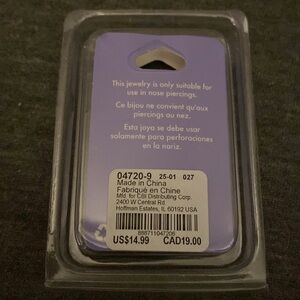 This jewelry is only suitable for
use in nose piercings.
Ce bijou ne convient qu'aux
piercings au nez.
Esta joya se debe usar
solamente para perforaciones
en la nariz.
04720-9 25-01 027
Made in China
Fabriqué en Chine
Mfd. for CBI Distributing Corp.
2400 W Central Rd
Hoffman Estates, IL 60192 USA
888711047206
US$14.99 CAD19.00